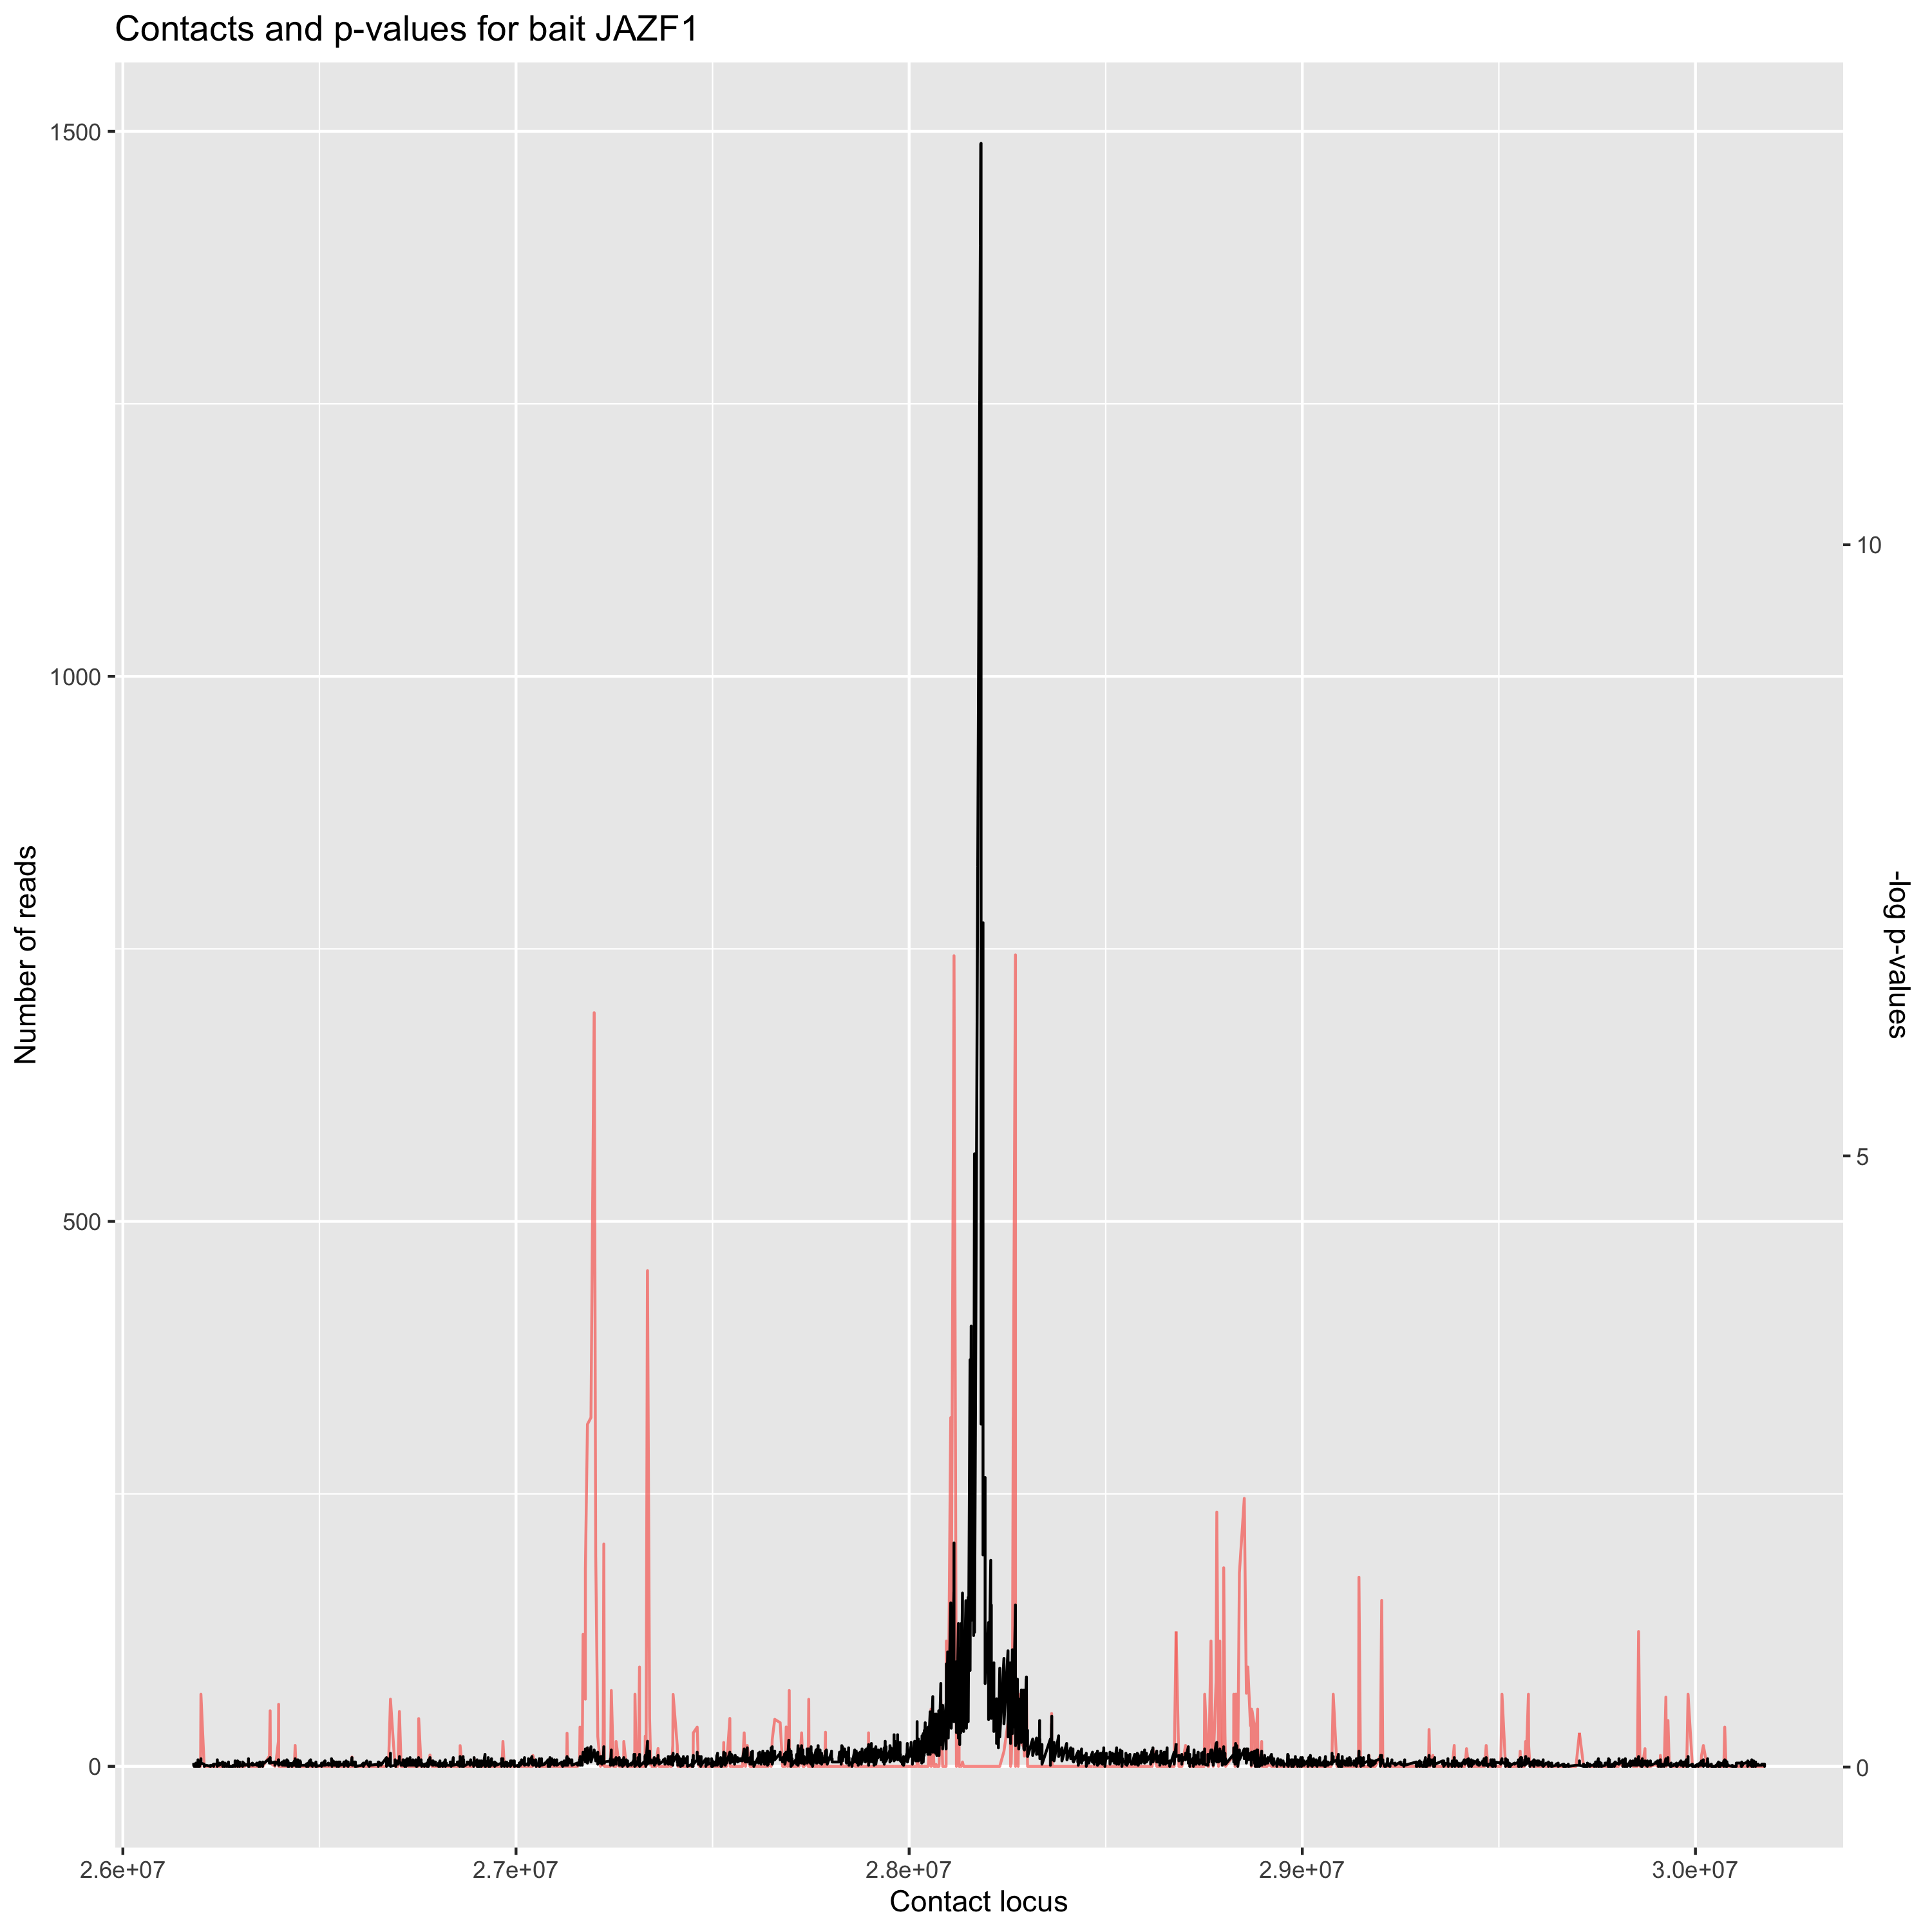 Contacts and p-values for bait JAZF1
1500
1000
500
0
10
5
0
Number of reads
-log p-values
2.6e+07 2.7e+07 2.8e+07 2.9e+07 3.0e+07
Contact locus